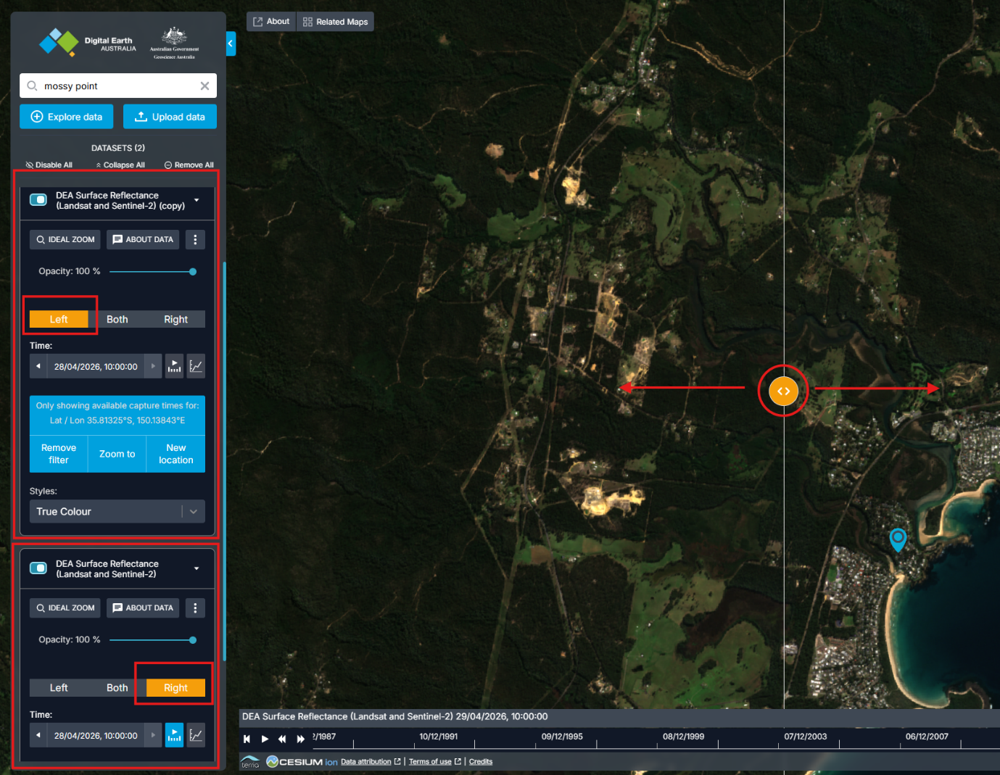 About
Related Maps
Digital Earth
AUSTRALIA
Australian Government
Geoscience Australia
mossy point
Explore data
Upload data
DATASETS (2)
Disable All
Collapse All
Remove All
DEA Surface Reflectance
(Landsat and Sentinel-2) (copy)
IDEAL ZOOM
ABOUT DATA
Opacity: 100 %
Left
Both
Right
Time:
28/04/2026, 10:00:00
Only showing available capture times for:
Lat / Lon 35.81325°S, 150.13843°E
Remove
filter
Zoom to
New
location
Styles:
True Colour
DEA Surface Reflectance
(Landsat and Sentinel-2)
IDEAL ZOOM
ABOUT DATA
Opacity: 100 %
Left
Both
Right
Time:
28/04/2026, 10:00:00
DEA Surface Reflectance (Landsat and Sentinel-2) 29/04/2026, 10:00:00
2/1987
10/12/1991
09/12/1995
08/12/1999
07/12/2003
06/12/2007
terria
CESIUM ion
Data attribution | Terms of use | Credits